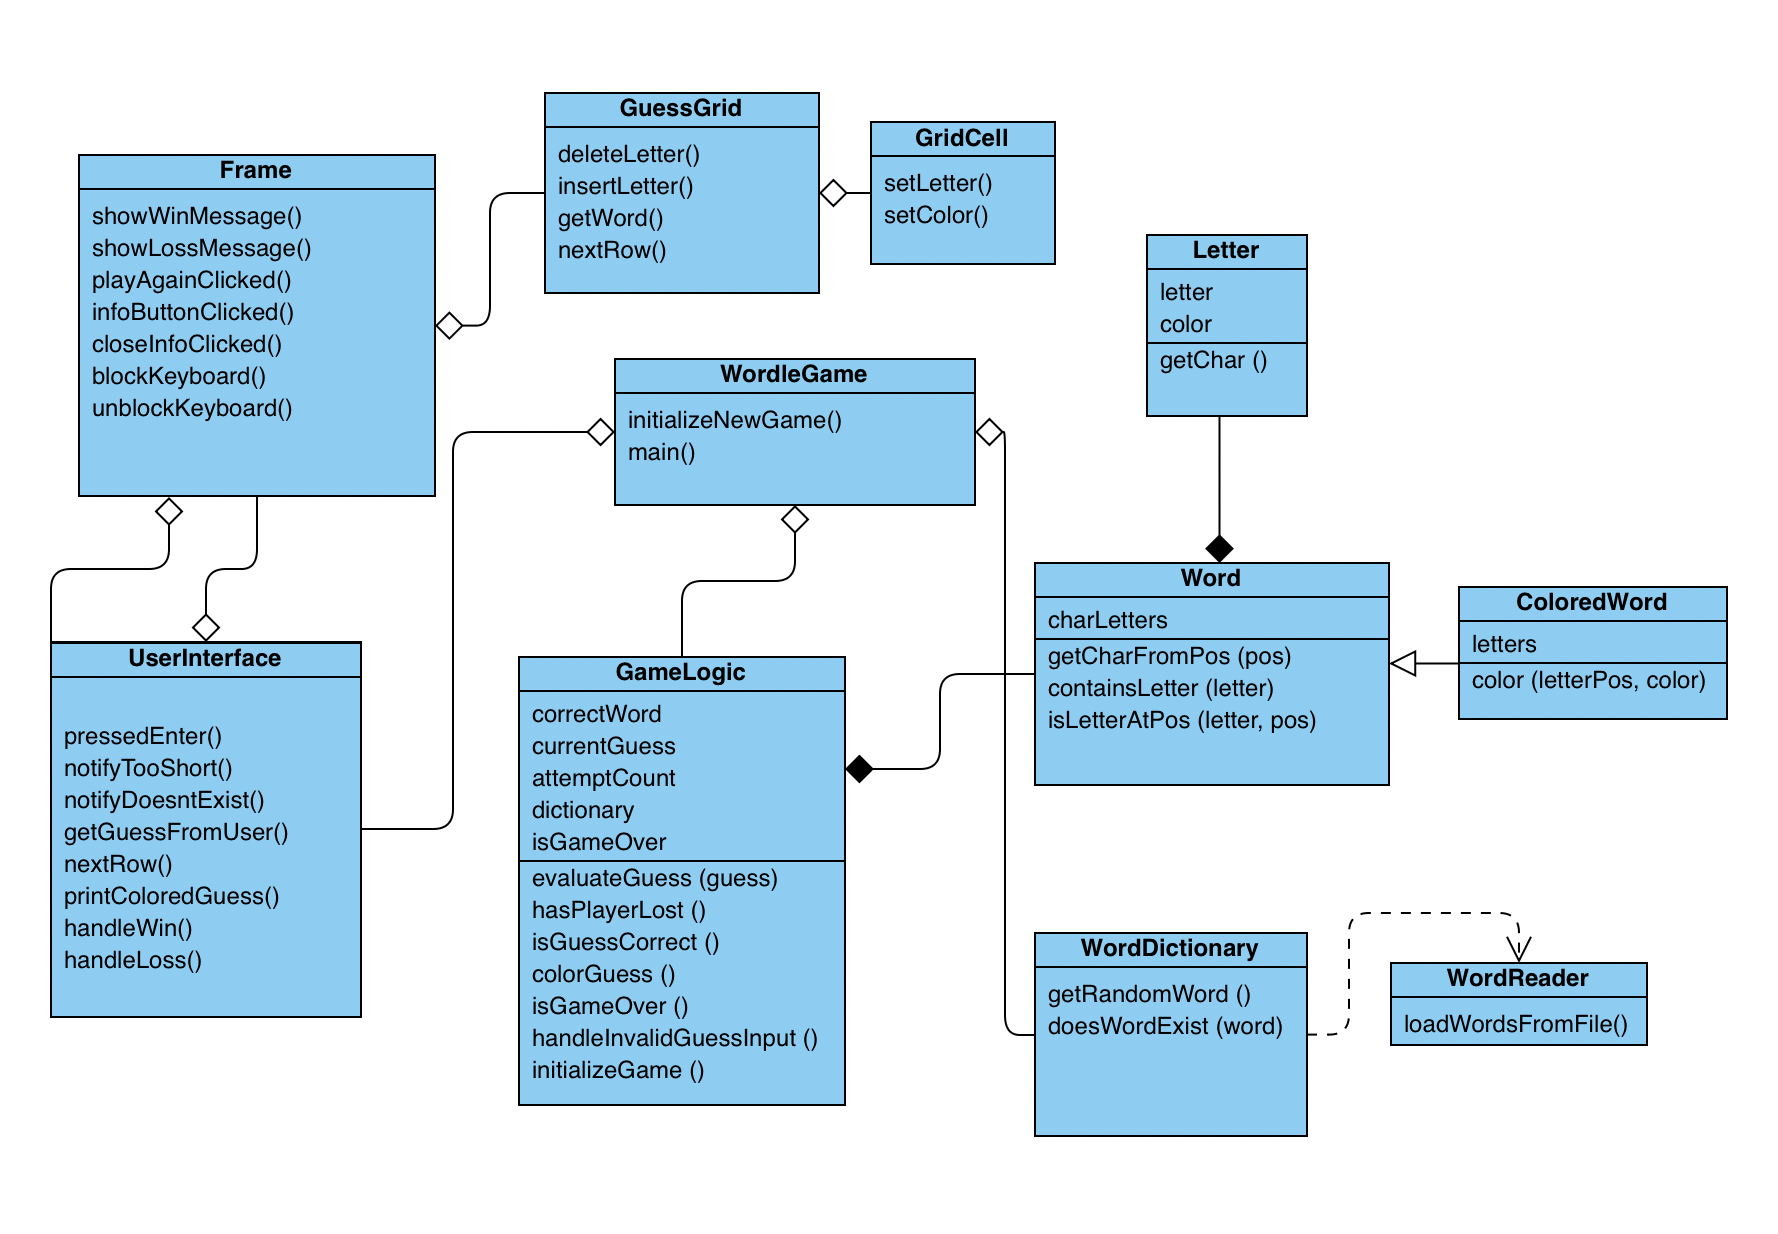 GuessGrid
deleteLetter()
insertLetter()
getWord()
nextRow()
GridCell
setLetter()
setColor()
Frame
showWinMessage()
showLossMessage()
playAgainClicked()
infoButtonClicked()
closeInfoClicked()
blockKeyboard()
unblockKeyboard()
Letter
letter
color
getChar ()
WordleGame
initializeNewGame()
main()
Word
charLetters
getCharFromPos (pos)
containsLetter (letter)
isLetterAtPos (letter, pos)
ColoredWord
letters
color (letterPos, color)
UserInterface
pressedEnter()
notifyTooShort()
notifyDoesntExist()
getGuessFromUser()
nextRow()
printColoredGuess()
handleWin()
handleLoss()
GameLogic
correctWord
currentGuess
attemptCount
dictionary
isGameOver
evaluateGuess (guess)
hasPlayerLost ()
isGuessCorrect ()
colorGuess ()
isGameOver ()
handleInvalidGuessInput ()
initializeGame ()
WordDictionary
getRandomWord ()
doesWordExist (word)
WordReader
loadWordsFromFile()